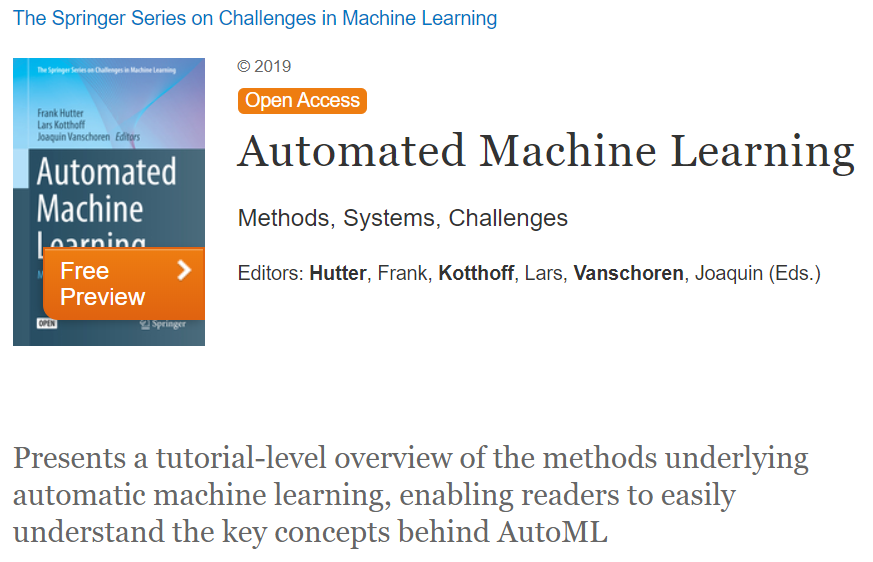 The Springer Series on Challenges in Machine Learning
The Springer Series on Challenges in Machine Learning
Frank Hutter
Lars Kotthoff
Joaquin Vanschoren Editors
Automated
Machine
Learning
Free
Preview
OPEN
Springer
© 2019
Open Access
Automated Machine Learning
Methods, Systems, Challenges
Editors: Hutter, Frank, Kotthoff, Lars, Vanschoren, Joaquin (Eds.)
Presents a tutorial-level overview of the methods underlying
automatic machine learning, enabling readers to easily
understand the key concepts behind AutoML